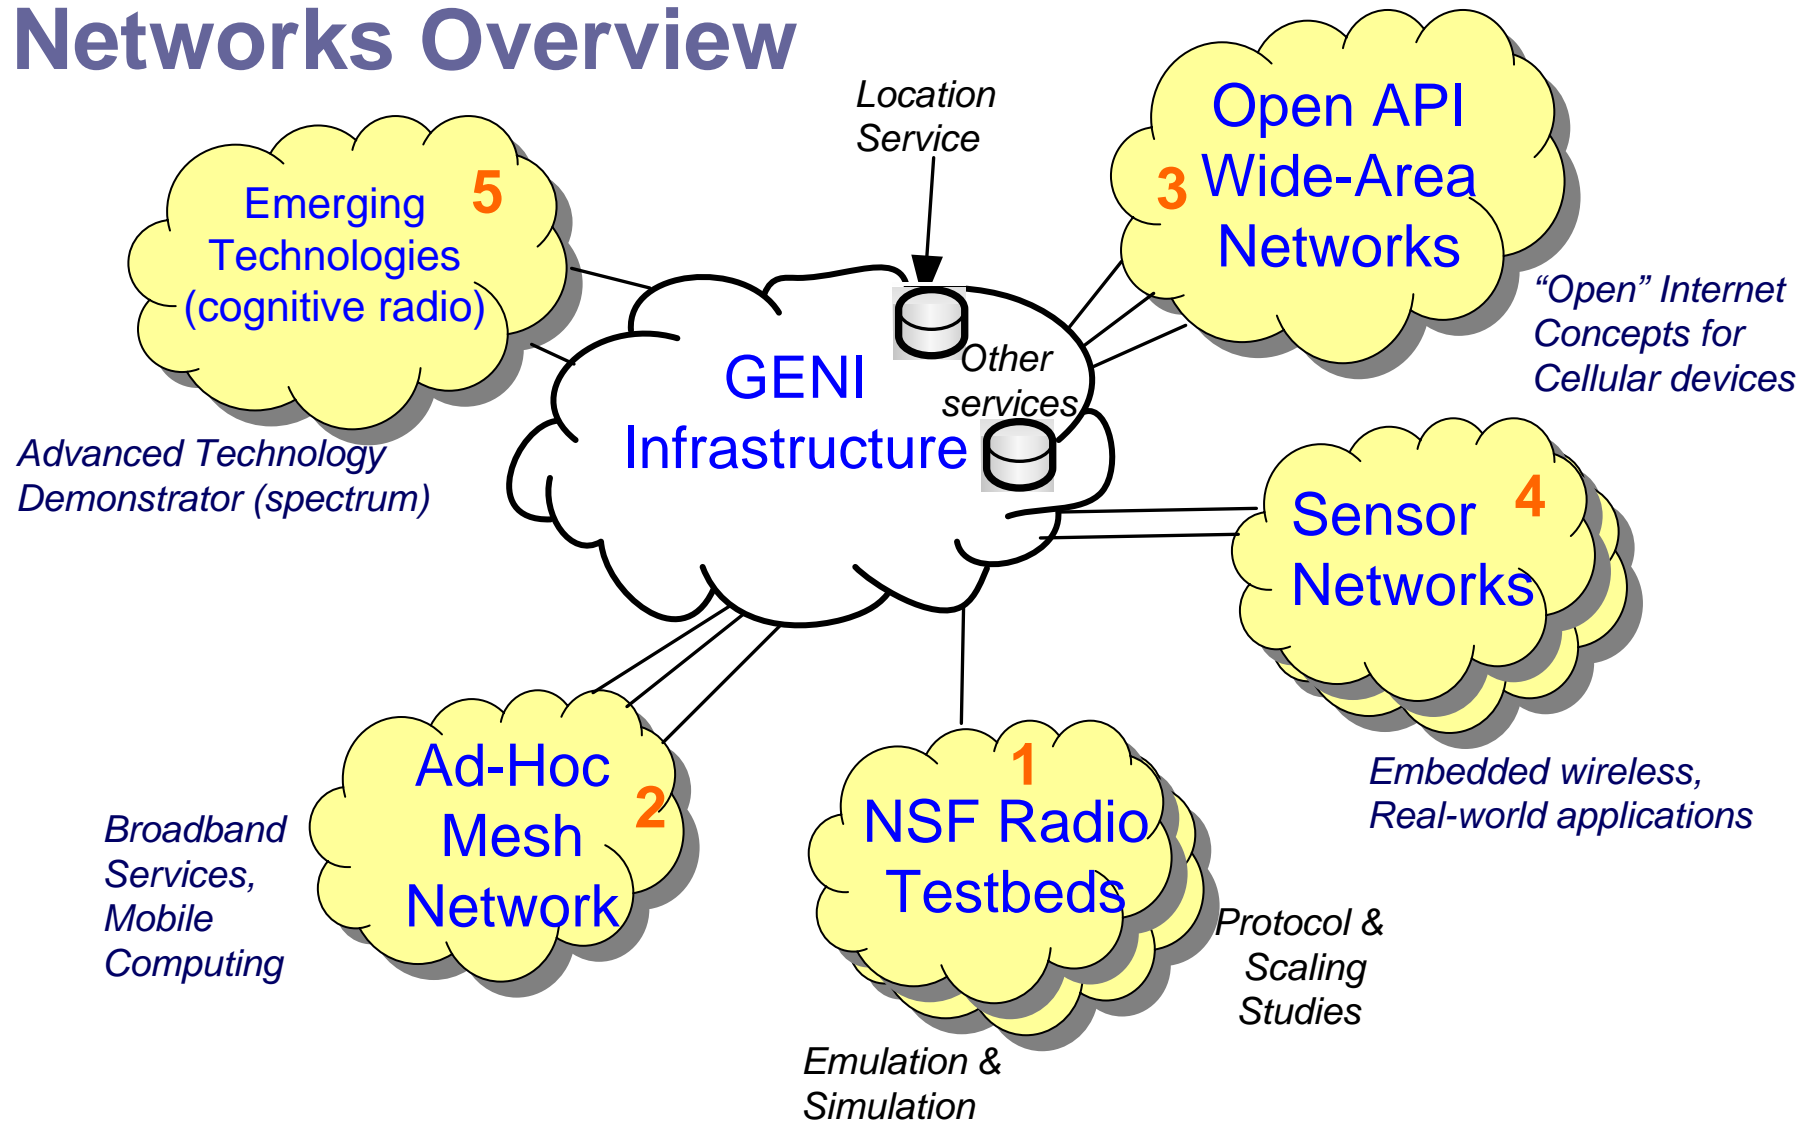 Networks Overview
Location
Service
Open API
3 Wide-Area
Networks
"Open" Internet
Concepts for
Cellular devices
5
Emerging
Technologies
(cognitive radio)
Advanced Technology
Demonstrator (spectrum)
GENI
Infrastructure
Other
services
4
Sensor
Networks
Embedded wireless,
Real-world applications
Ad-Hoc
2
Mesh
Network
Broadband
Services,
Mobile
Computing
1
NSF Radio
Testbeds
Protocol &
Scaling
Studies
Emulation &
Simulation